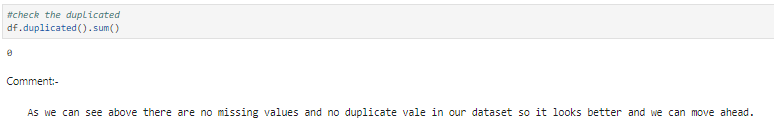 #check the duplicated
df.duplicated().sum()
0
Comment:-
As we can see above there are no missing values and no duplicate vale in our dataset so it looks better and we can move ahead.